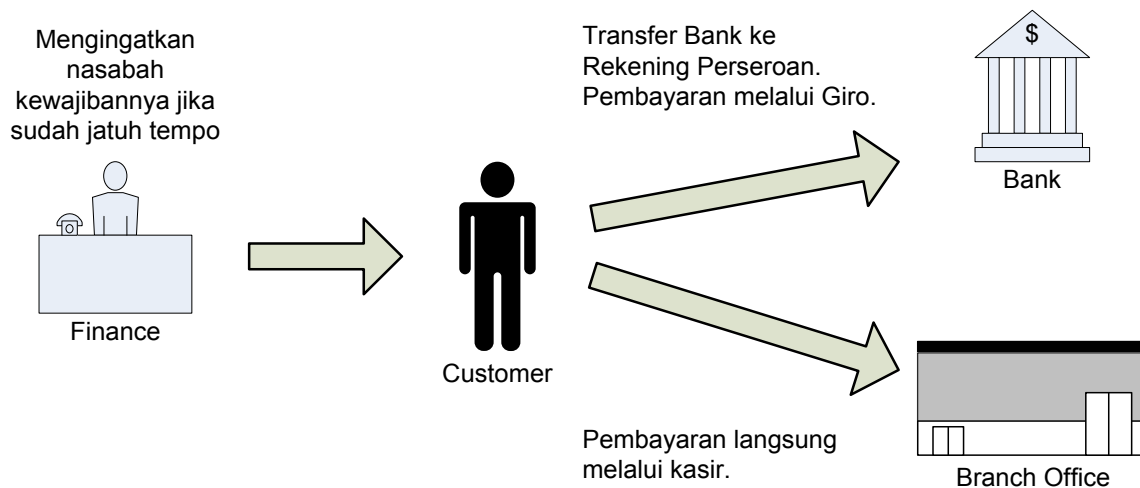 Mengingatkan
nasabah
kewajibannya jika
sudah jatuh tempo
Finance
Customer
Transfer Bank ke
Rekening Perseroan.
Pembayaran melalui Giro.
$
Bank
Pembayaran langsung
melalui kasir.
Branch Office